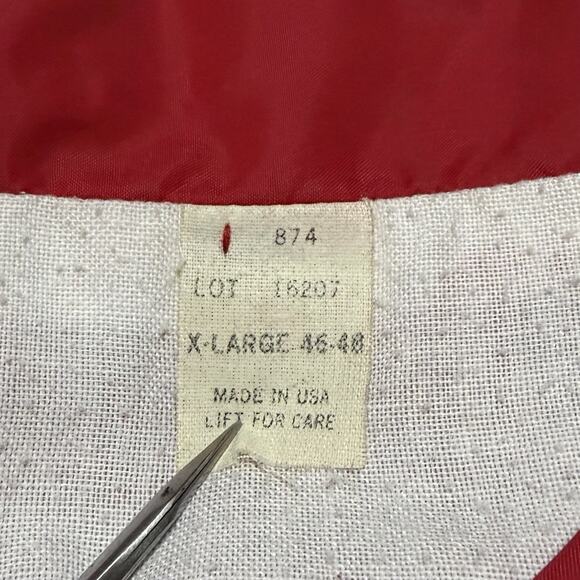 874
LOT 16207
X-LARGE 46-48
MADE IN USA
LIFT FOR CARE